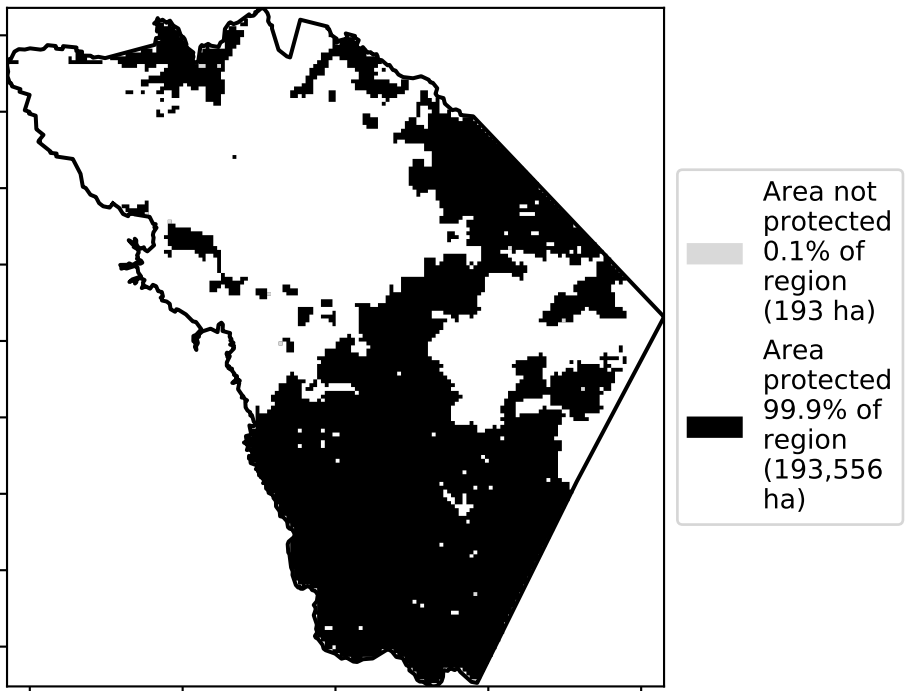 Area not
protected
0.1% of
region
(193 ha)
Area
protected
99.9% of
region
(193,556
ha)